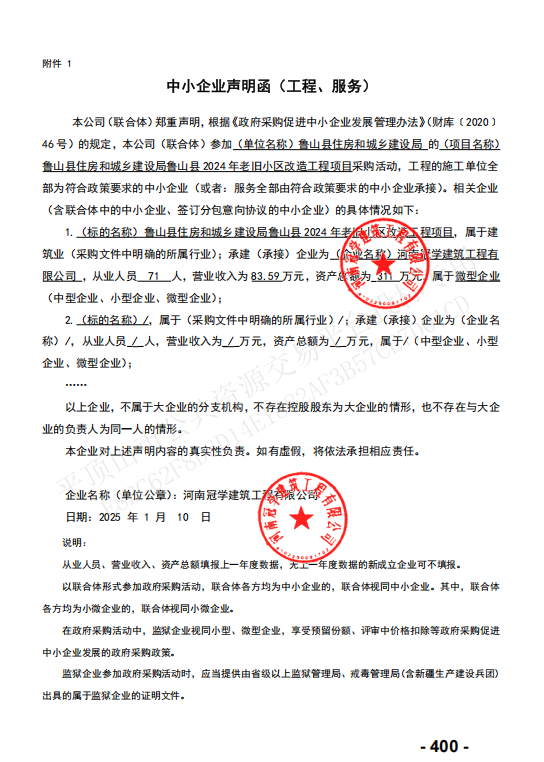 附件 1
中小企业声明函（工程、服务）
本公司（联合体）郑重声明，根据《政府采购促进中小企业发展管理办法》（财库〔2020〕
46 号）的规定，本公司（联合体）参加（单位名称）鲁山县住房和城乡建设局 的（项目名称）
鲁山县住房和城乡建设局鲁山县 2024 年老旧小区改造工程项目采购活动，工程的施工单位全
部为符合政策要求的中小企业（或者：服务全部由符合政策要求的中小企业承接）。相关企业
（含联合体中的中小企业、签订分包意向协议的中小企业）的具体情况如下：
1.（标的名称）鲁山县住房和城乡建设局鲁山县 2024 年老旧小区改造工程项目，属于建
筑业（采购文件中明确的所属行业）；承建（承接）企业为（企业名称）河南冠学建筑工程有
限公司 ，从业人员 71 人，营业收入为 83.59 万元，资产总额为 311 万元，属于微型企业
（中型企业、小型企业、微型企业）；
2.（标的名称）/，属于（采购文件中明确的所属行业）/；承建（承接）企业为（企业名
称）/，从业人员 / 人，营业收入为 / 万元，资产总额为 / 万元，属于/（中型企业、小型
企业、微型企业）；
……
以上企业，不属于大企业的分支机构，不存在控股股东为大企业的情形，也不存在与大企
业的负责人为同一人的情形。
本企业对上述声明内容的真实性负责。如有虚假，将依法承担相应责任。
企业名称（单位公章）：河南冠学建筑工程有限公司
日期：2025 年 1 月 10 日
说明：
从业人员、营业收入、资产总额填报上一年度数据，无上一年度数据的新成立企业可不填报。
以联合体形式参加政府采购活动，联合体各方均为中小企业的，联合体视同中小企业。其中，联合体
各方均为小微企业的，联合体视同小微企业。
在政府采购活动中，监狱企业视同小型、微型企业，享受预留份额、评审中价格扣除等政府采购促进
中小企业发展的政府采购政策。
监狱企业参加政府采购活动时，应当提供由省级以上监狱管理局、戒毒管理局(含新疆生产建设兵团)
出具的属于监狱企业的证明文件。
- 400 -